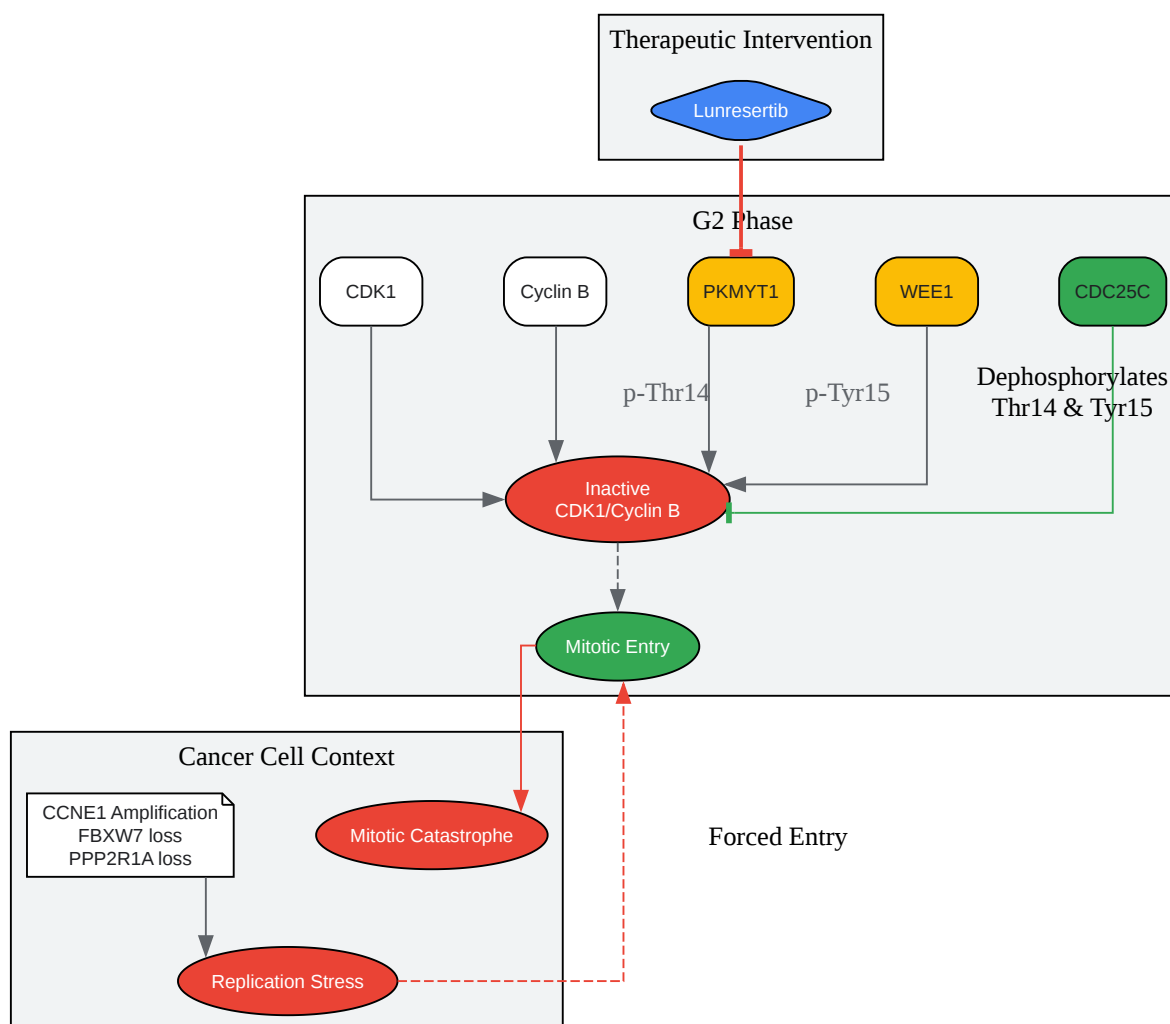 Therapeutic Intervention
Lunresertib
G2 Phase
CDK1
Cyclin B
PKMYT1
WEE1
CDC25C
p-Thr14
p-Tyr15
Dephosphorylates
Thr14 & Tyr15
Inactive
CDK1/Cyclin B
Mitotic Entry
Cancer Cell Context
CCNE1 Amplification
FBXW7 loss
PPP2R1A loss
Mitotic Catastrophe
Forced Entry
Replication Stress